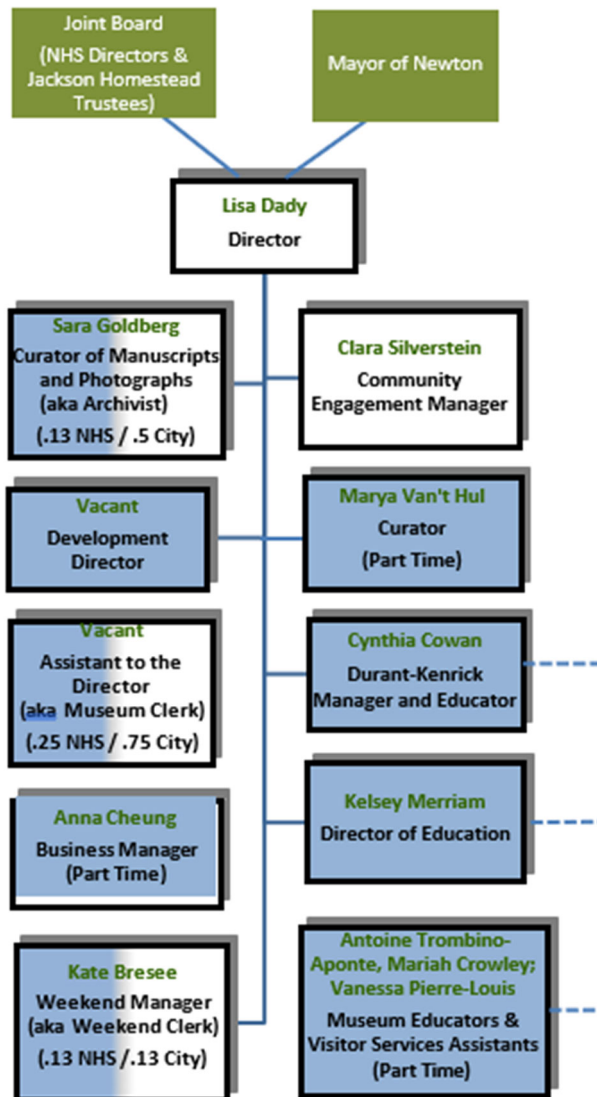 Joint Board
(NHS Directors &
Jackson Homestead
Trustees)
Mayor of Newton
Lisa Dady
Director
Sara Goldberg
Curator of Manuscripts
and Photographs
(aka Archivist)
(.13 NHS / .5 City)
Clara Silverstein
Community
Engagement Manager
Vacant
Development
Director
Marya Van't Hul
Curator
(Part Time)
Vacant
Assistant to the
Director
(aka Museum Clerk)
(.25 NHS / .75 City)
Cynthia Cowan
Durant-Kenrick
Manager and Educator
Anna Cheung
Business Manager
(Part Time)
Kelsey Merriam
Director of Education
Kate Bresee
Weekend Manager
(aka Weekend Clerk)
(.13 NHS /.13 City)
Antoine Trombino-
Aponte, Mariah Crowley;
Vanessa Pierre-Louis
Museum Educators &
Visitor Services Assistants
(Part Time)